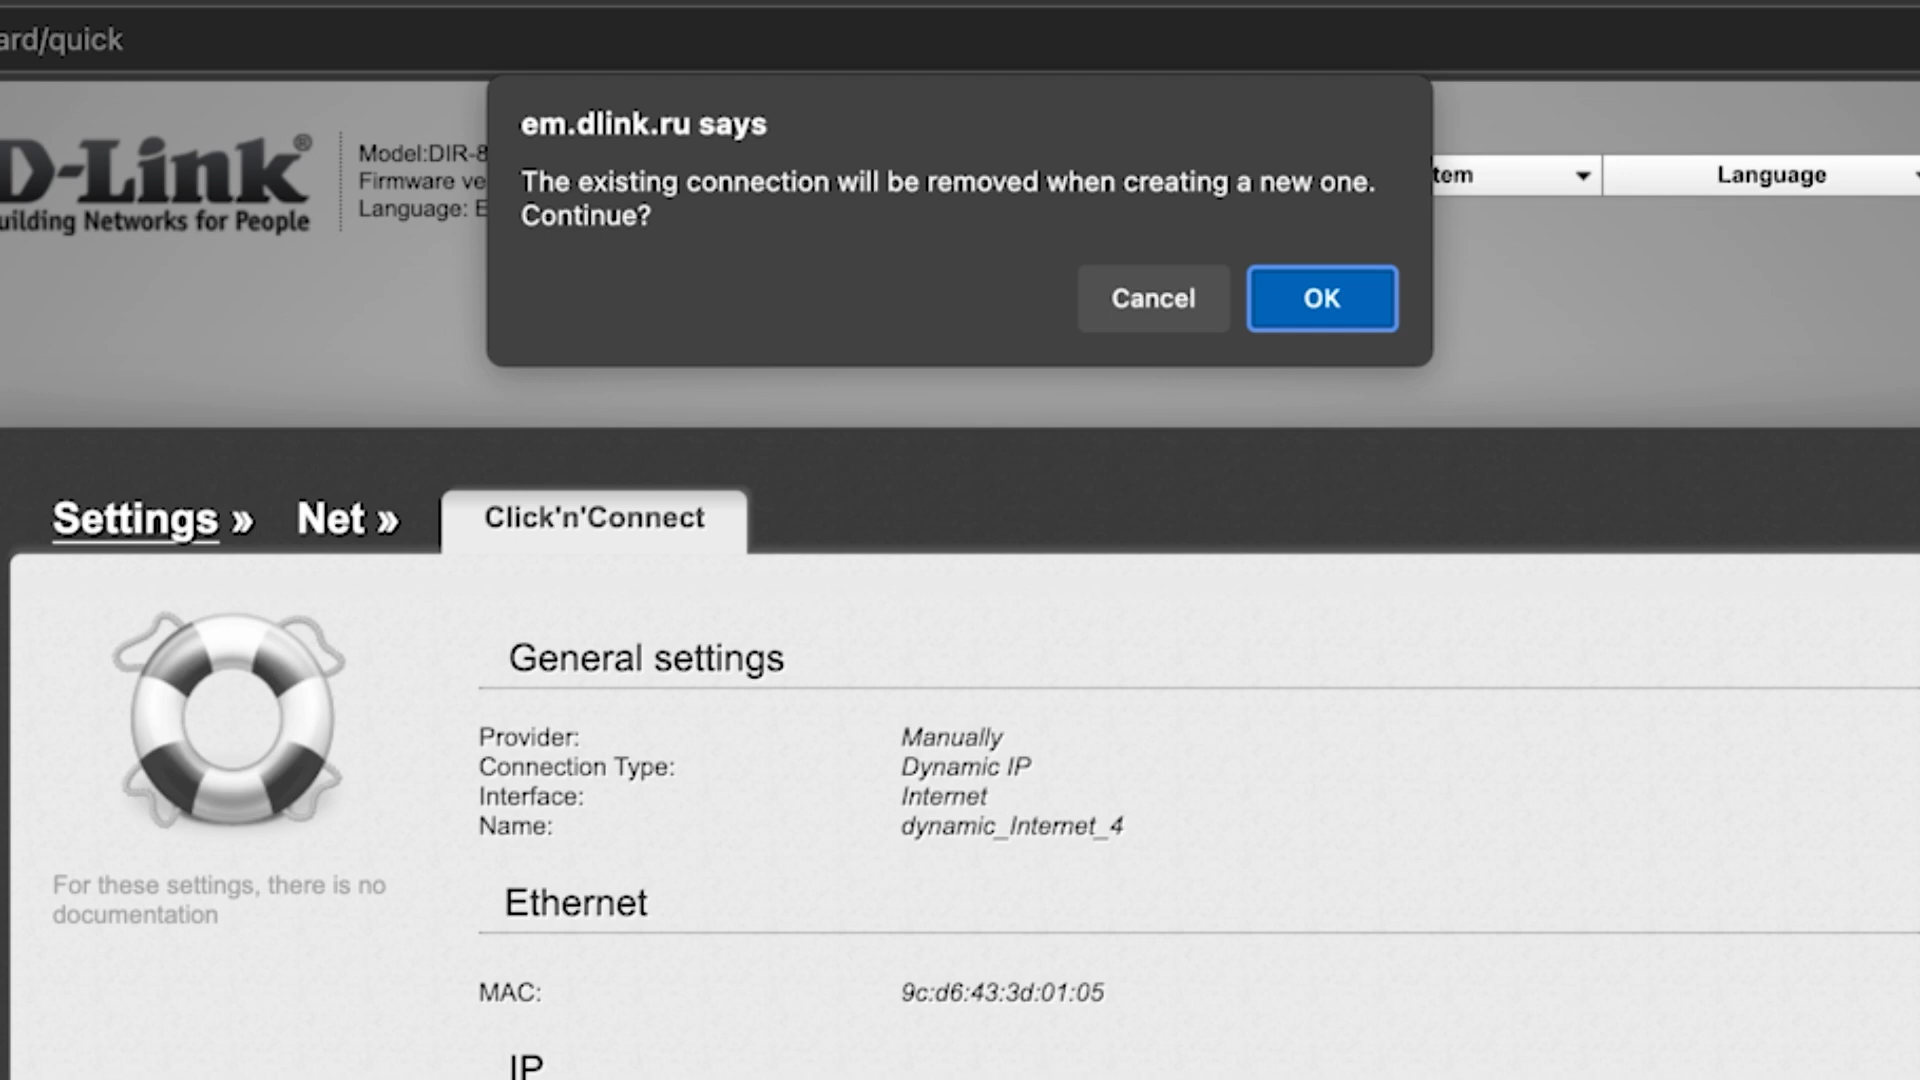 ard/quick
D-Link®
uilding Networks for People
Model:DIR-8
Firmware ve
Language: E
em.dlink.ru says
The existing connection will be removed when creating a new one.
Continue?
Cancel
OK
tem
Language
Settings »
Net »
Click'n'Connect
For these settings, there is no
documentation
General settings
Provider: Manually
Connection Type: Dynamic IP
Interface: Internet
Name: dynamic_Internet_4
Ethernet
MAC: 9c:d6:43:3d:01:05
IP